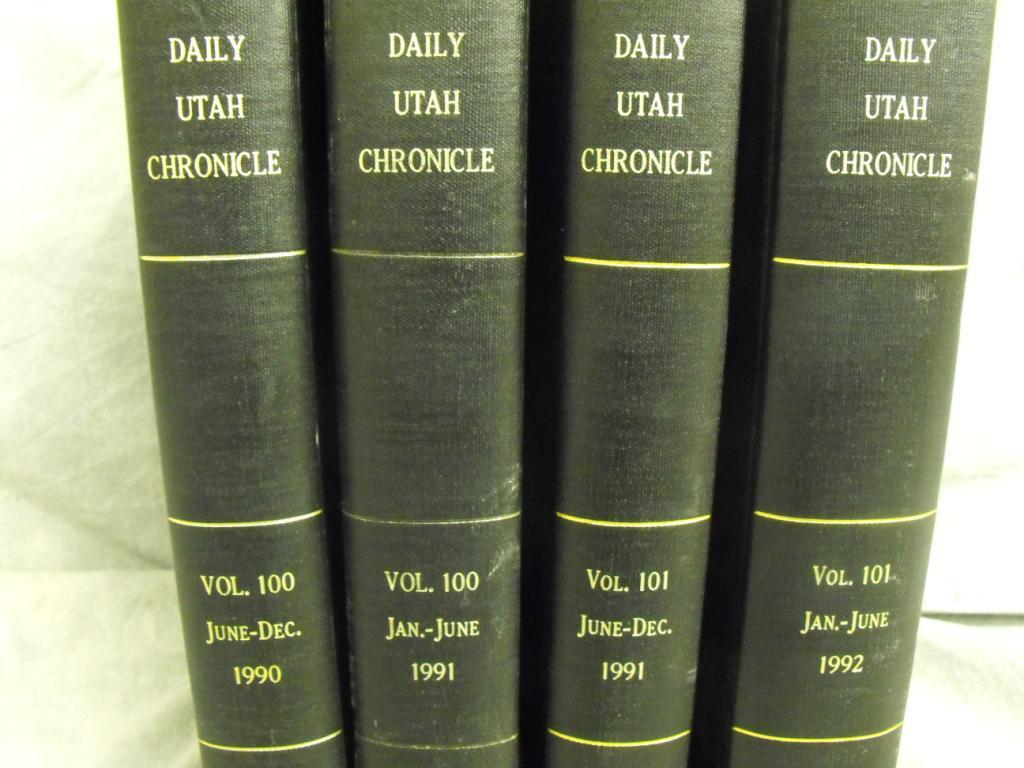 DAILY
UTAH
CHRONICLE
VOL. 100
JUNE-DEC.
1990
DAILY
UTAH
CHRONICLE
VOL. 100
JAN.-JUNE
1991
DAILY
UTAH
CHRONICLE
VOL. 101
JUNE-DEC.
1991
DAILY
UTAH
CHRONICLE
VOL. 101
JAN.-JUNE
1992